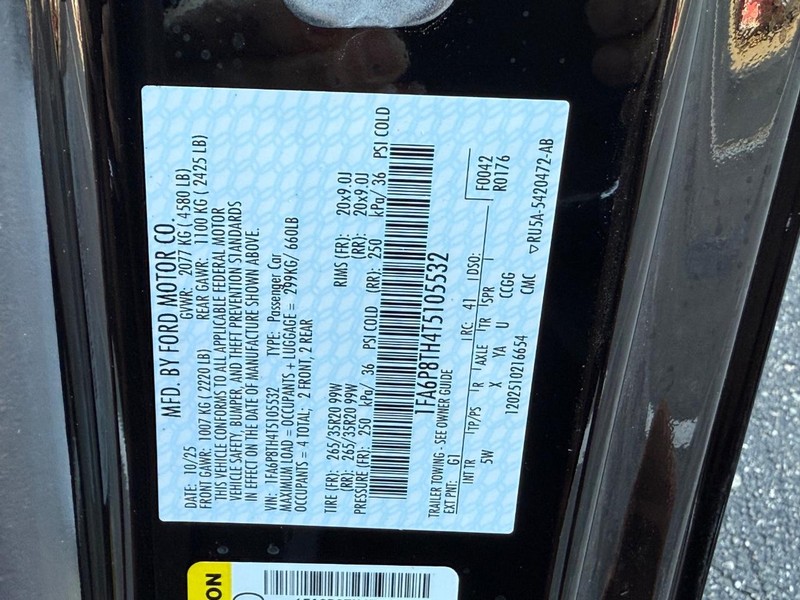 MFD. BY FORD MOTOR CO.
DATE: 10/25 GVWR: 2077 KG ( 4580 LB)
FRONT GAWR: 1007 KG ( 2220 LB) REAR GAWR: 1100 KG ( 2425 LB)
THIS VEHICLE CONFORMS TO ALL APPLICABLE FEDERAL MOTOR
VEHICLE SAFETY, BUMPER, AND THEFT PREVENTION STANDARDS
IN EFFECT ON THE DATE OF MANUFACTURE SHOWN ABOVE.
VIN: 1FA6P8TH4T5105532 TYPE: Passenger Car
MAXIMUM LOAD = OCCUPANTS + LUGGAGE = 299KG/ 660LB
OCCUPANTS = 4 TOTAL; 2 FRONT, 2 REAR
TIRE (FR): 265/35R20 99W RIMS (FR): 20x9.0J
(RR): 265/35R20 99W (RR): 20x9.0J
PRESSURE (FR): 250 kPa/ 36 PSI COLD (RR): 250 kPa/ 36 PSI COLD
1FA6P8TH4T5105532
TRAILER TOWING - SEE OWNER GUIDE
EXT PNT: G1 RC: 41 DSO: F0042
INT TR TP/PS R AXLE TR SPR R0176
5W X YA U CCGG
1202510216654 CMC ▽RU5A-5420472-AB